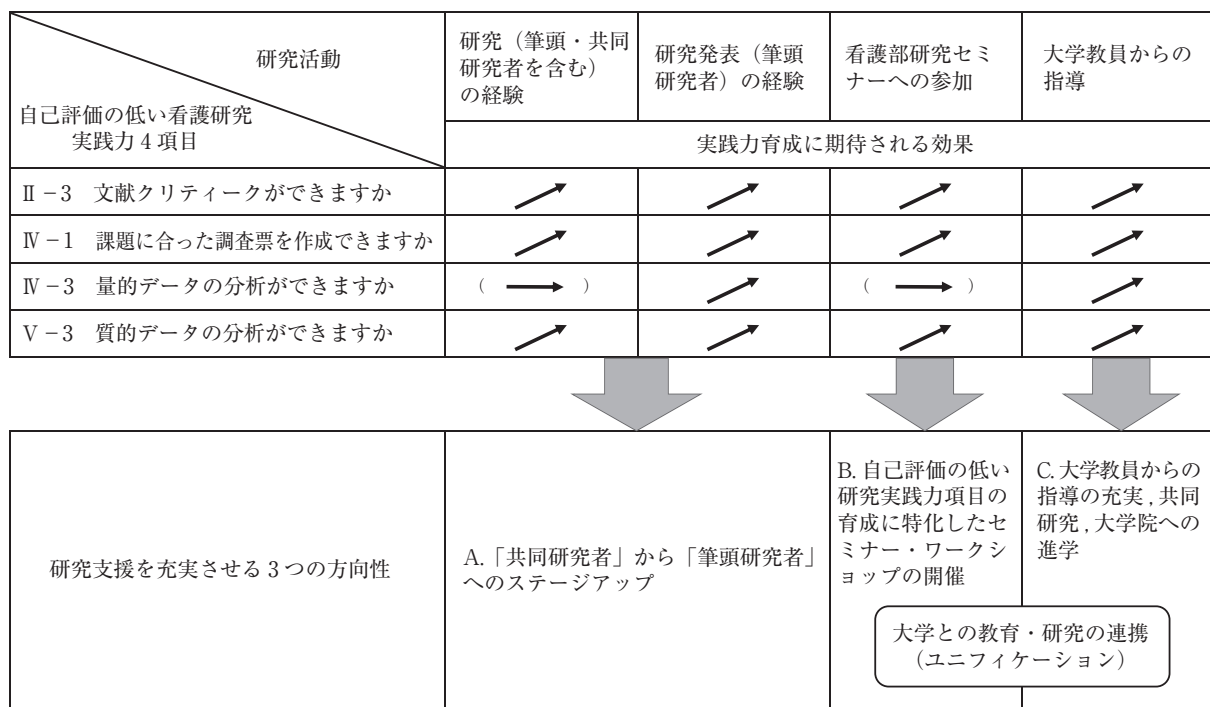 研究活動
自己評価の低い看護研究
実践力4項目
研究（筆頭・共同
研究者を含む）
の経験
研究発表（筆頭
研究者）の経験
看護部研究セミ
ナーへの参加
大学教員からの
指導
実践力育成に期待される効果
Ⅱ－3 文献クリティークができますか
Ⅳ－1 課題に合った調査票を作成できますか
Ⅳ－3 量的データの分析ができますか
（ ）
（ ）
Ⅴ－3 質的データの分析ができますか
研究支援を充実させる3つの方向性
A.「共同研究者」から「筆頭研究者」
へのステージアップ
B. 自己評価の低い
研究実践力項目の
育成に特化したセ
ミナー・ワークシ
ョップの開催
C. 大学教員からの
指導の充実,共同
研究,大学院への
進学
大学との教育・研究の連携
（ユニフィケーション）